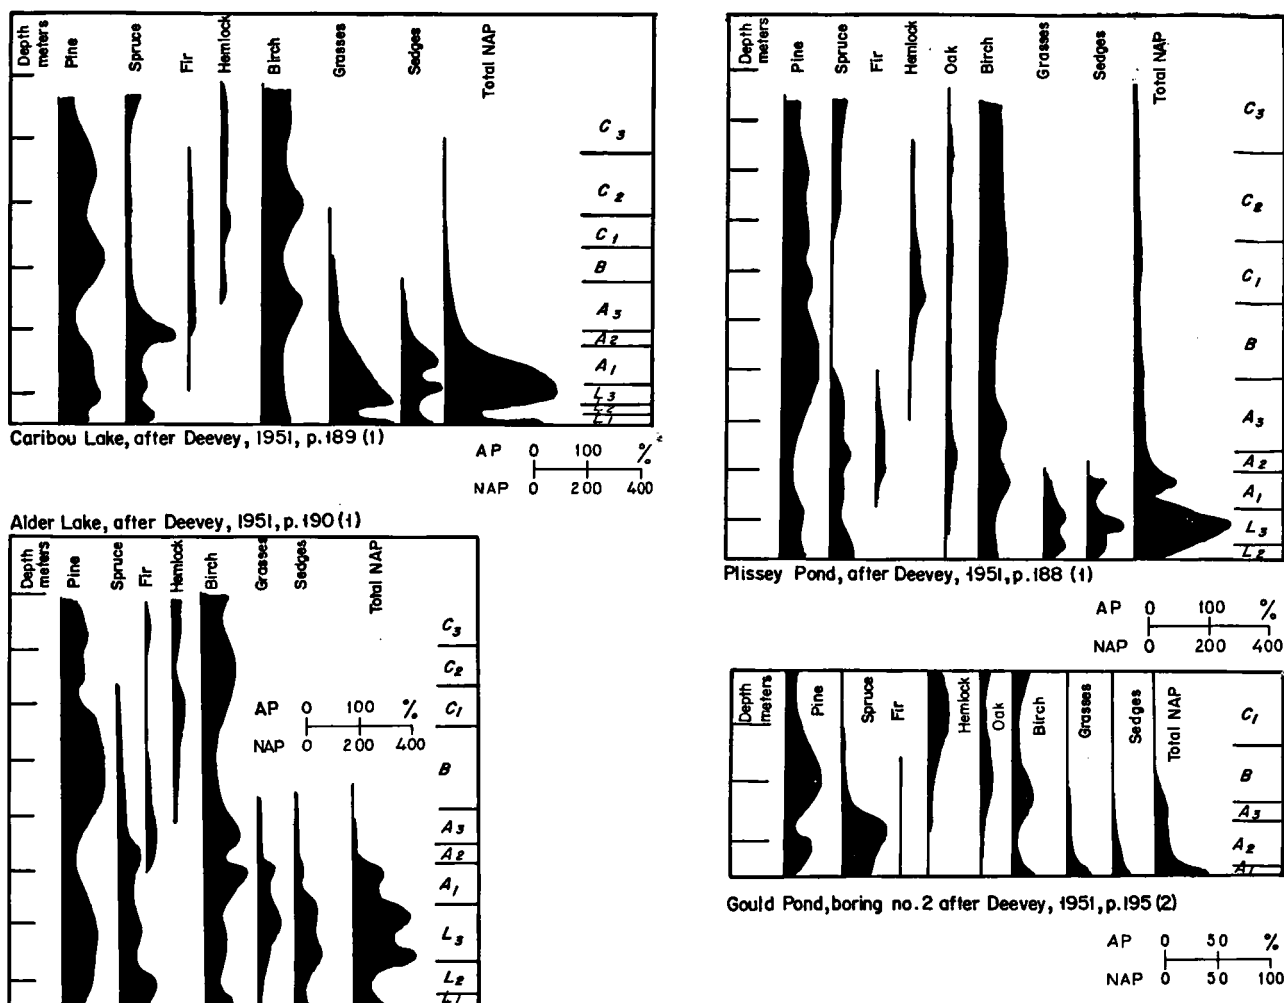 Depth meters Pine Spruce Fir Hemlock Birch Grasses Sedges Total NAP
C3
C2
C1
B
A3
A2
A1
L3
L2
L1
Caribou Lake, after Deevey, 1951, p.189 (1)
AP 0 100 %
NAP 0 200 400
Alder Lake, after Deevey, 1951, p.190 (1)
Depth meters Pine Spruce Fir Hemlock Birch Grasses Sedges Total NAP
AP 0 100 %
NAP 0 200 400
C3
C2
C1
B
A3
A2
A1
L3
L2
L1
Depth meters Pine Spruce Fir Hemlock Oak Birch Grasses Sedges Total NAP
C3
C2
C1
B
A3
A2
A1
L3
L2
Plissey Pond, after Deevey, 1951, p.188 (1)
AP 0 100 %
NAP 0 200 400
Depth meters Pine Spruce Fir Hemlock Oak Birch Grasses Sedges Total NAP
C1
B
A3
A2
A1
Gould Pond, boring no.2 after Deevey, 1951, p.195 (2)
AP 0 50 %
NAP 0 50 100